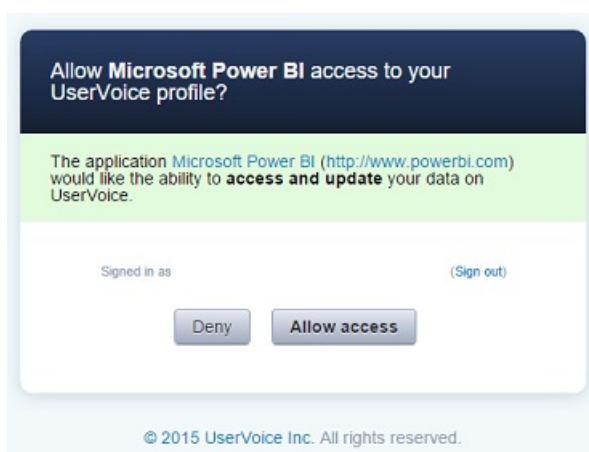 Allow Microsoft Power BI access to your
UserVoice profile?
The application Microsoft Power BI (http://www.powerbi.com)
would like the ability to access and update your data on
UserVoice.
Signed in as (Sign out)
Deny Allow access
© 2015 UserVoice Inc. All rights reserved.